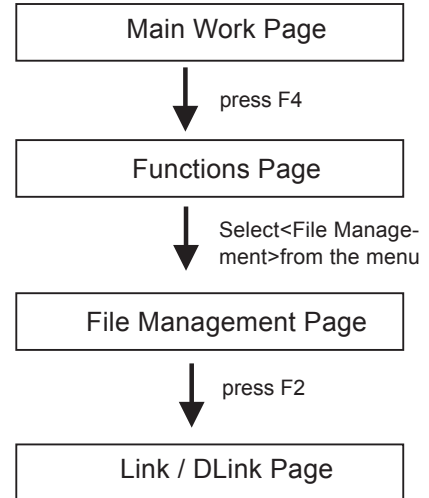 Main Work Page
press F4
Functions Page
Select<File Manage-
ment>from the menu
File Management Page
press F2
Link / DLink Page